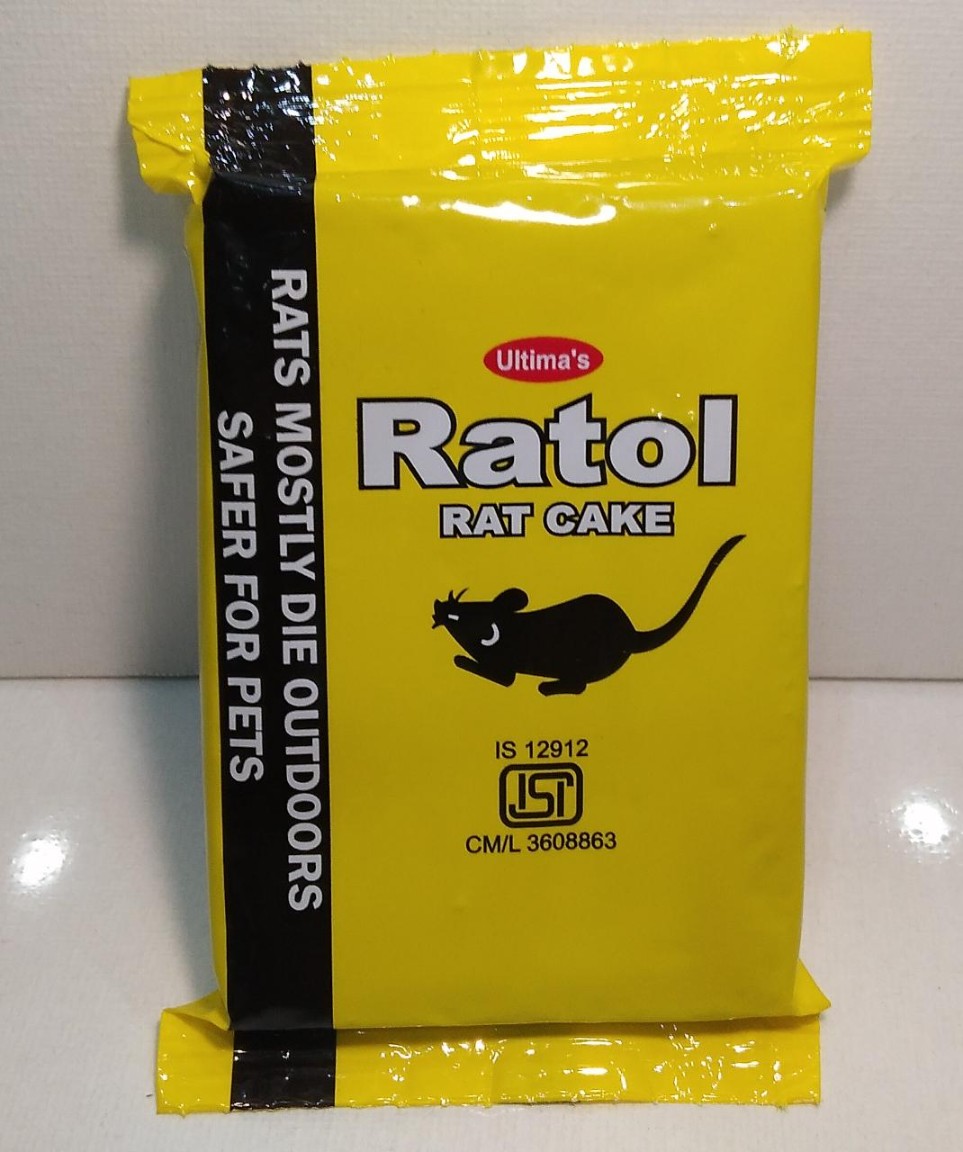 RATS MOSTLY DIE OUTDOORS
SAFER FOR PETS
Ultima's
Ratol
RAT CAKE
IS 12912
ISI
CM/L 3608863